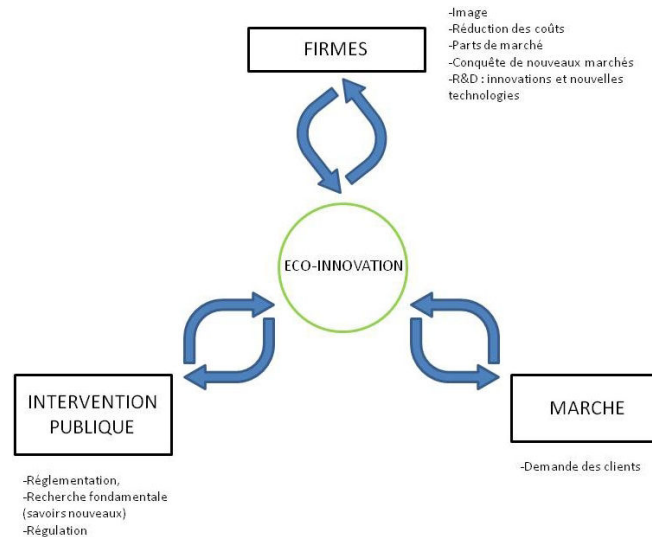 FIRMES
-Image
-Réduction des coûts
-Parts de marché
-Conquête de nouveaux marchés
-R&D : innovations et nouvelles
technologies
ECO-INNOVATION
INTERVENTION
PUBLIQUE
-Réglementation,
-Recherche fondamentale
(savoirs nouveaux)
-Régulation
MARCHE
-Demande des clients